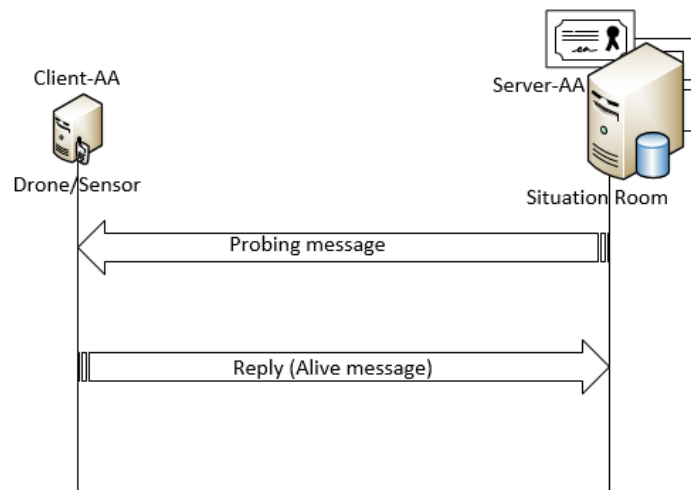 Client-AA
Server-AA
Drone/Sensor
Situation Room
Probing message
Reply (Alive message)